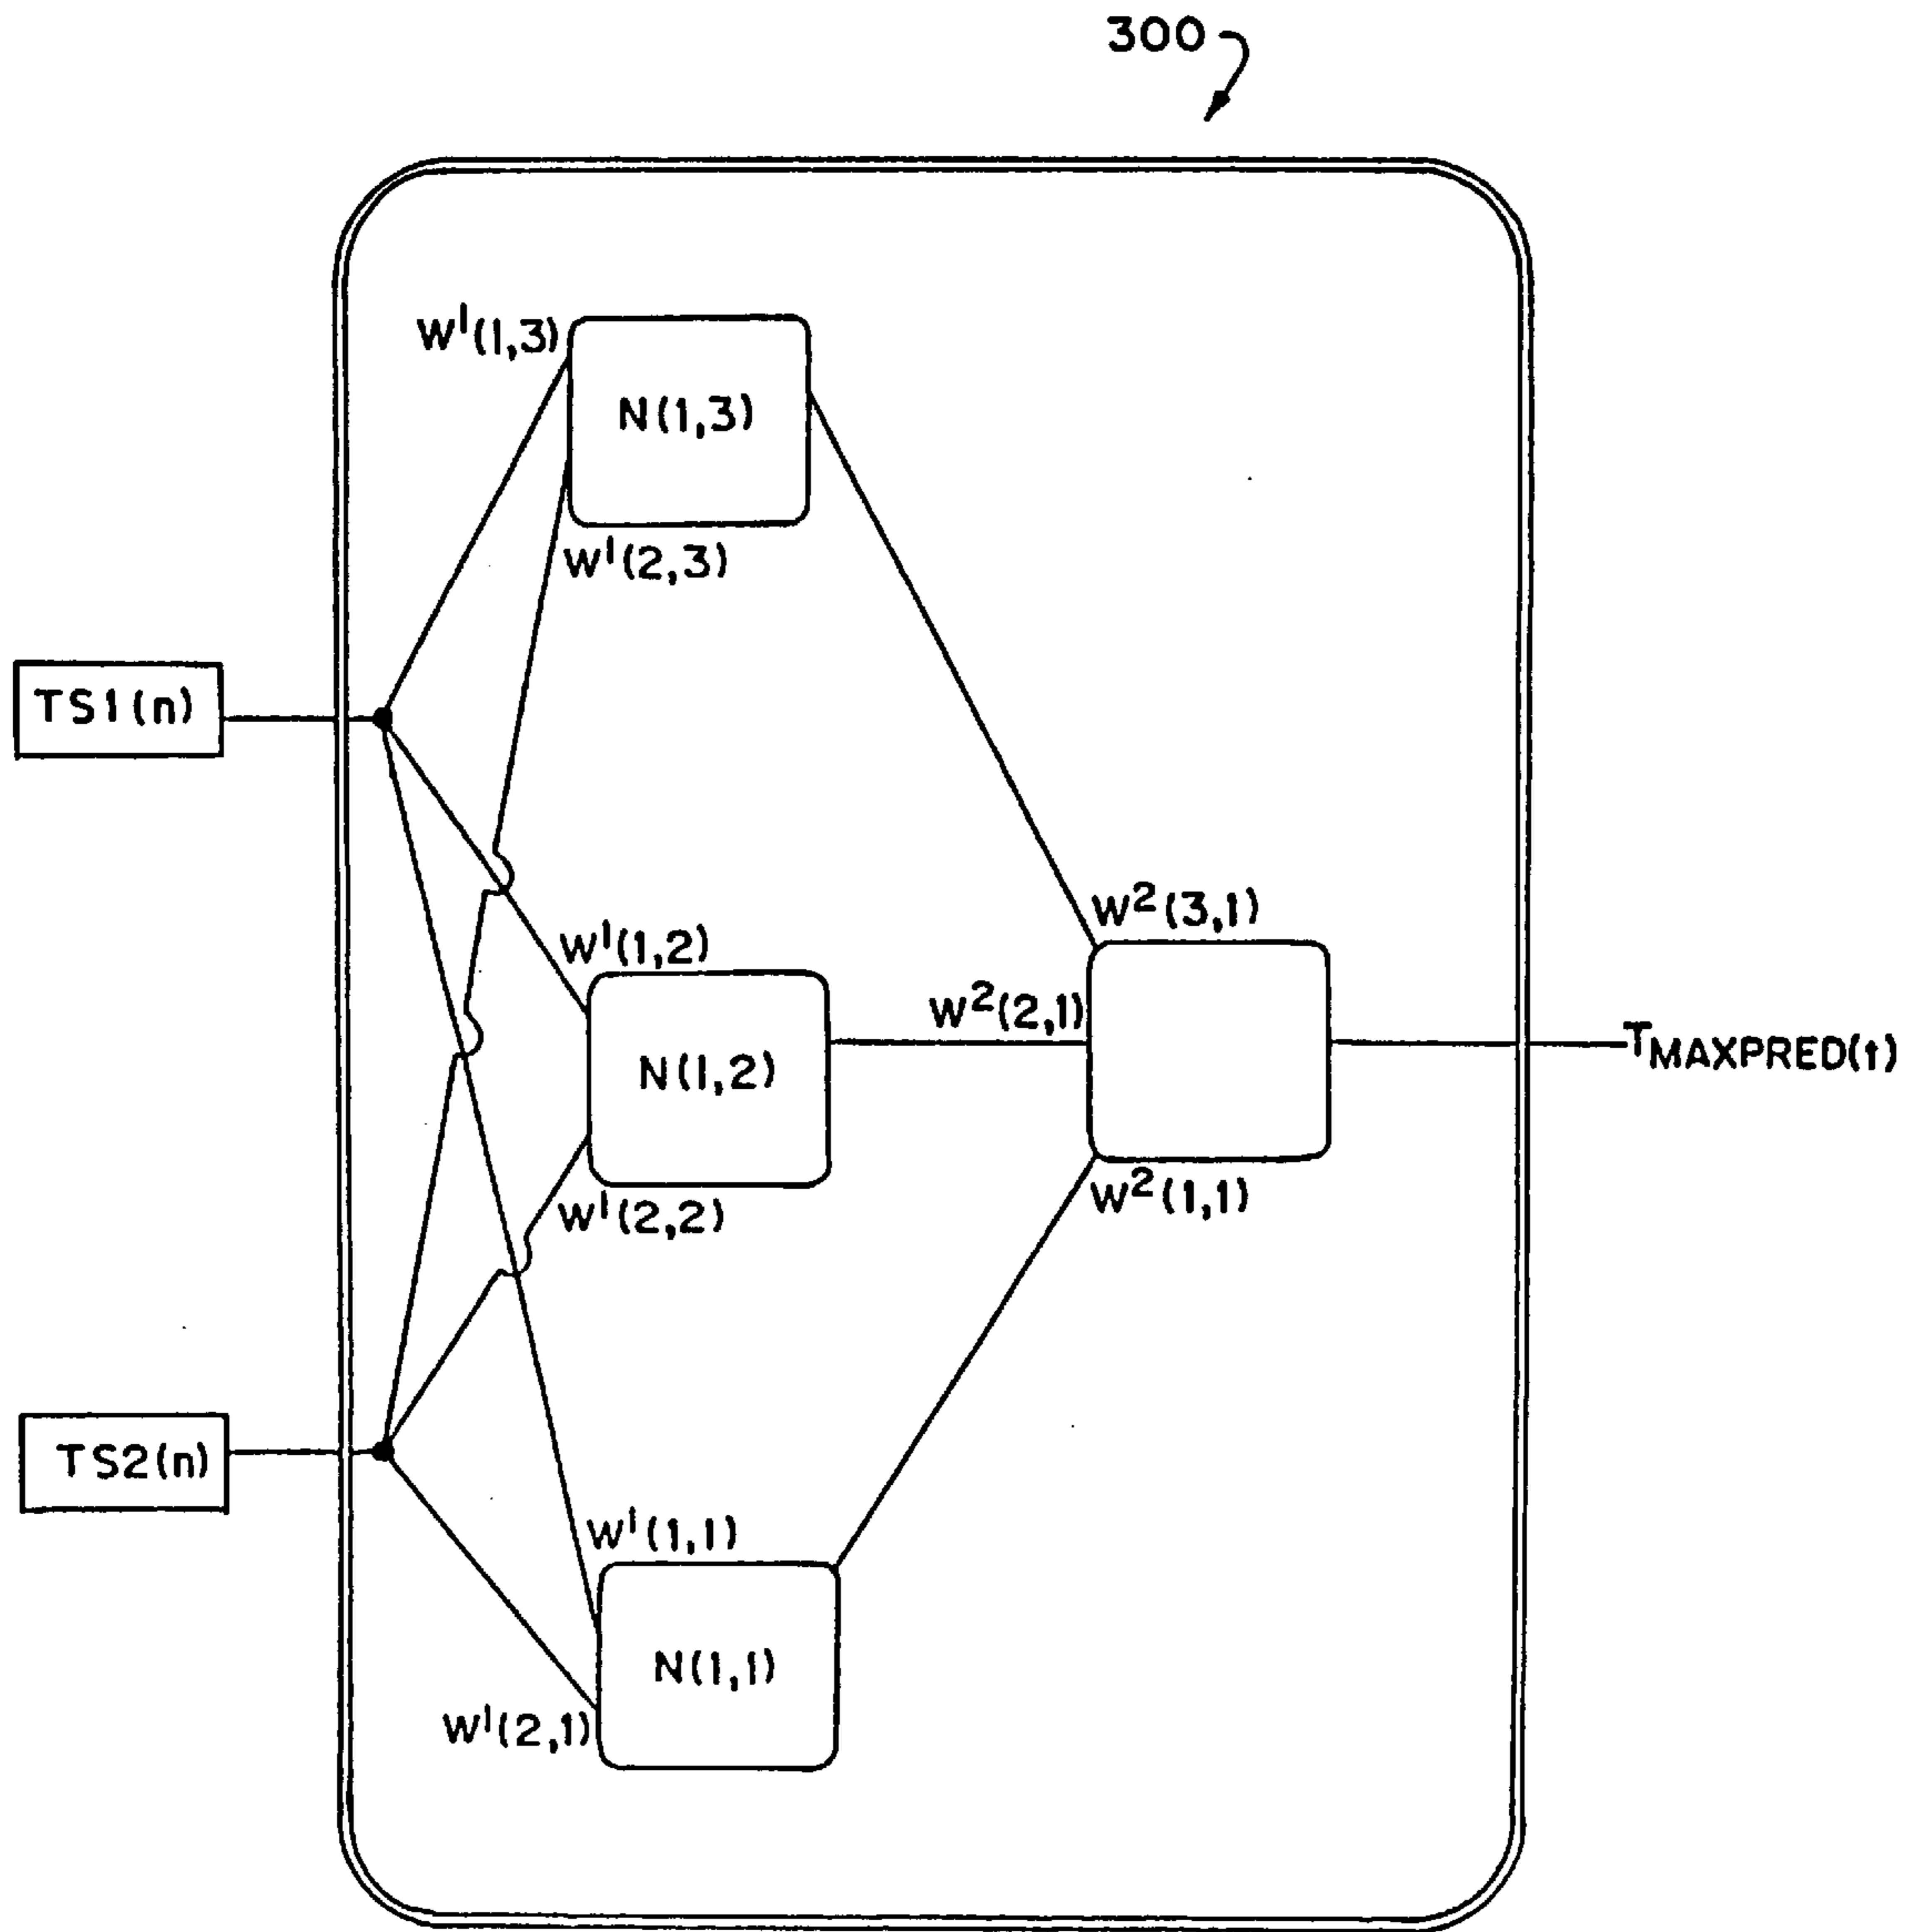 300
W¹(1,3)
N(1,3)
W¹(2,3)
TS1(n)
W²(3,1)
W¹(1,2)
W²(2,1)
N(1,2)
TMAXPRED(t)
W¹(2,2)
W²(1,1)
TS2(n)
W¹(1,1)
N(1,1)
W¹(2,1)